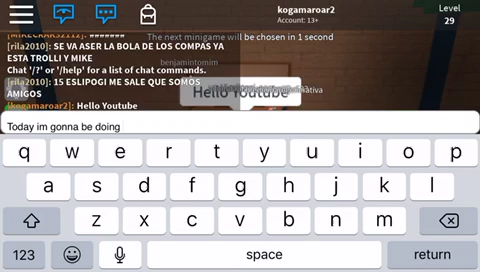 kogamaroar2
Account: 13+
Level
29
The next minigame will be chosen in 1 second
[rila2010]: SE VA ASER LA BOLA DE LOS COMPAS YA
ESTA TROLLI Y MIKE
benjamintomim
Chat '/?' or '/help' for a list of chat commands.
[rila2010]: 15 ESLIPOGI ME SALE QUE SOMOS
AMIGOS
Hello Youtube
[kogamaroar2]: Hello Youtube
Today im gonna be doing
q w e r t y u i o p
a s d f g h j k l
z x c v b n m
123 space return